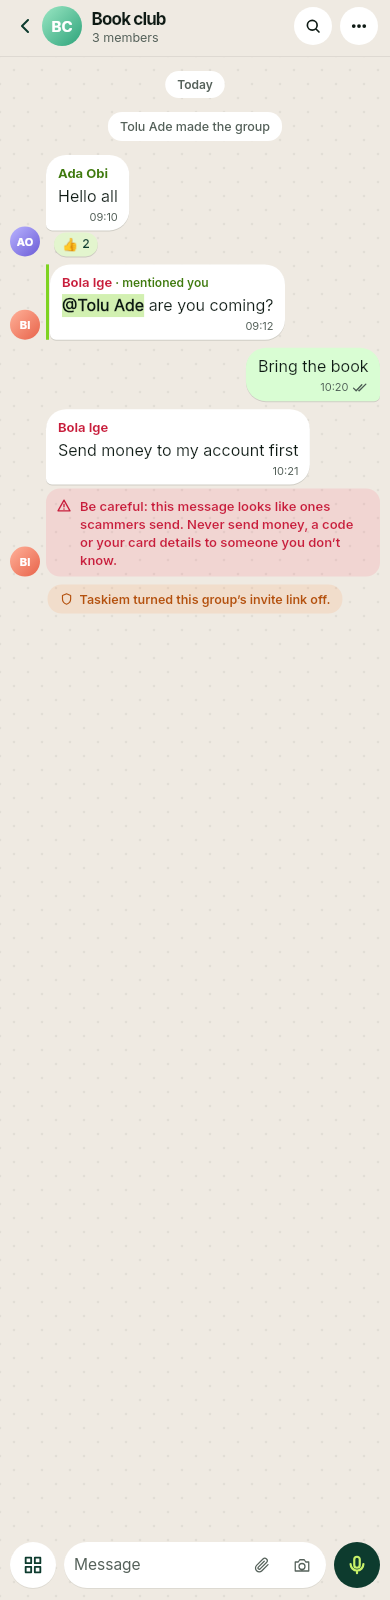 BC
Book club
3 members
Today
Tolu Ade made the group
Ada Obi
Hello all
09:10
AO
👍 2
Bola Ige · mentioned you
@Tolu Ade are you coming?
09:12
BI
Bring the book
10:20
Bola Ige
Send money to my account first
10:21
Be careful: this message looks like ones
scammers send. Never send money, a code
or your card details to someone you don’t
know.
BI
Taskiem turned this group’s invite link off.
Message